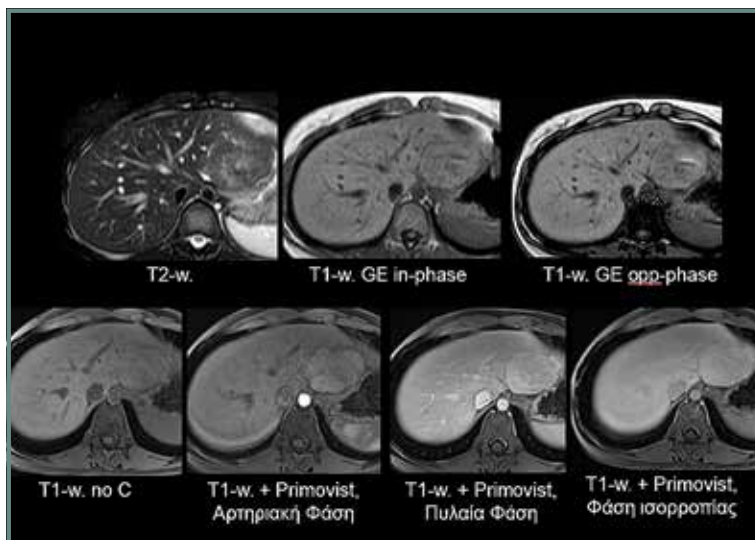 T2-w.
T1-w. GE in-phase
T1-w. GE opp-phase
T1-w. no C
T1-w. + Primovist,
Αρτηριακή Φάση
T1-w. + Primovist,
Πυλαία Φάση
T1-w. + Primovist,
Φάση ισορροπίας